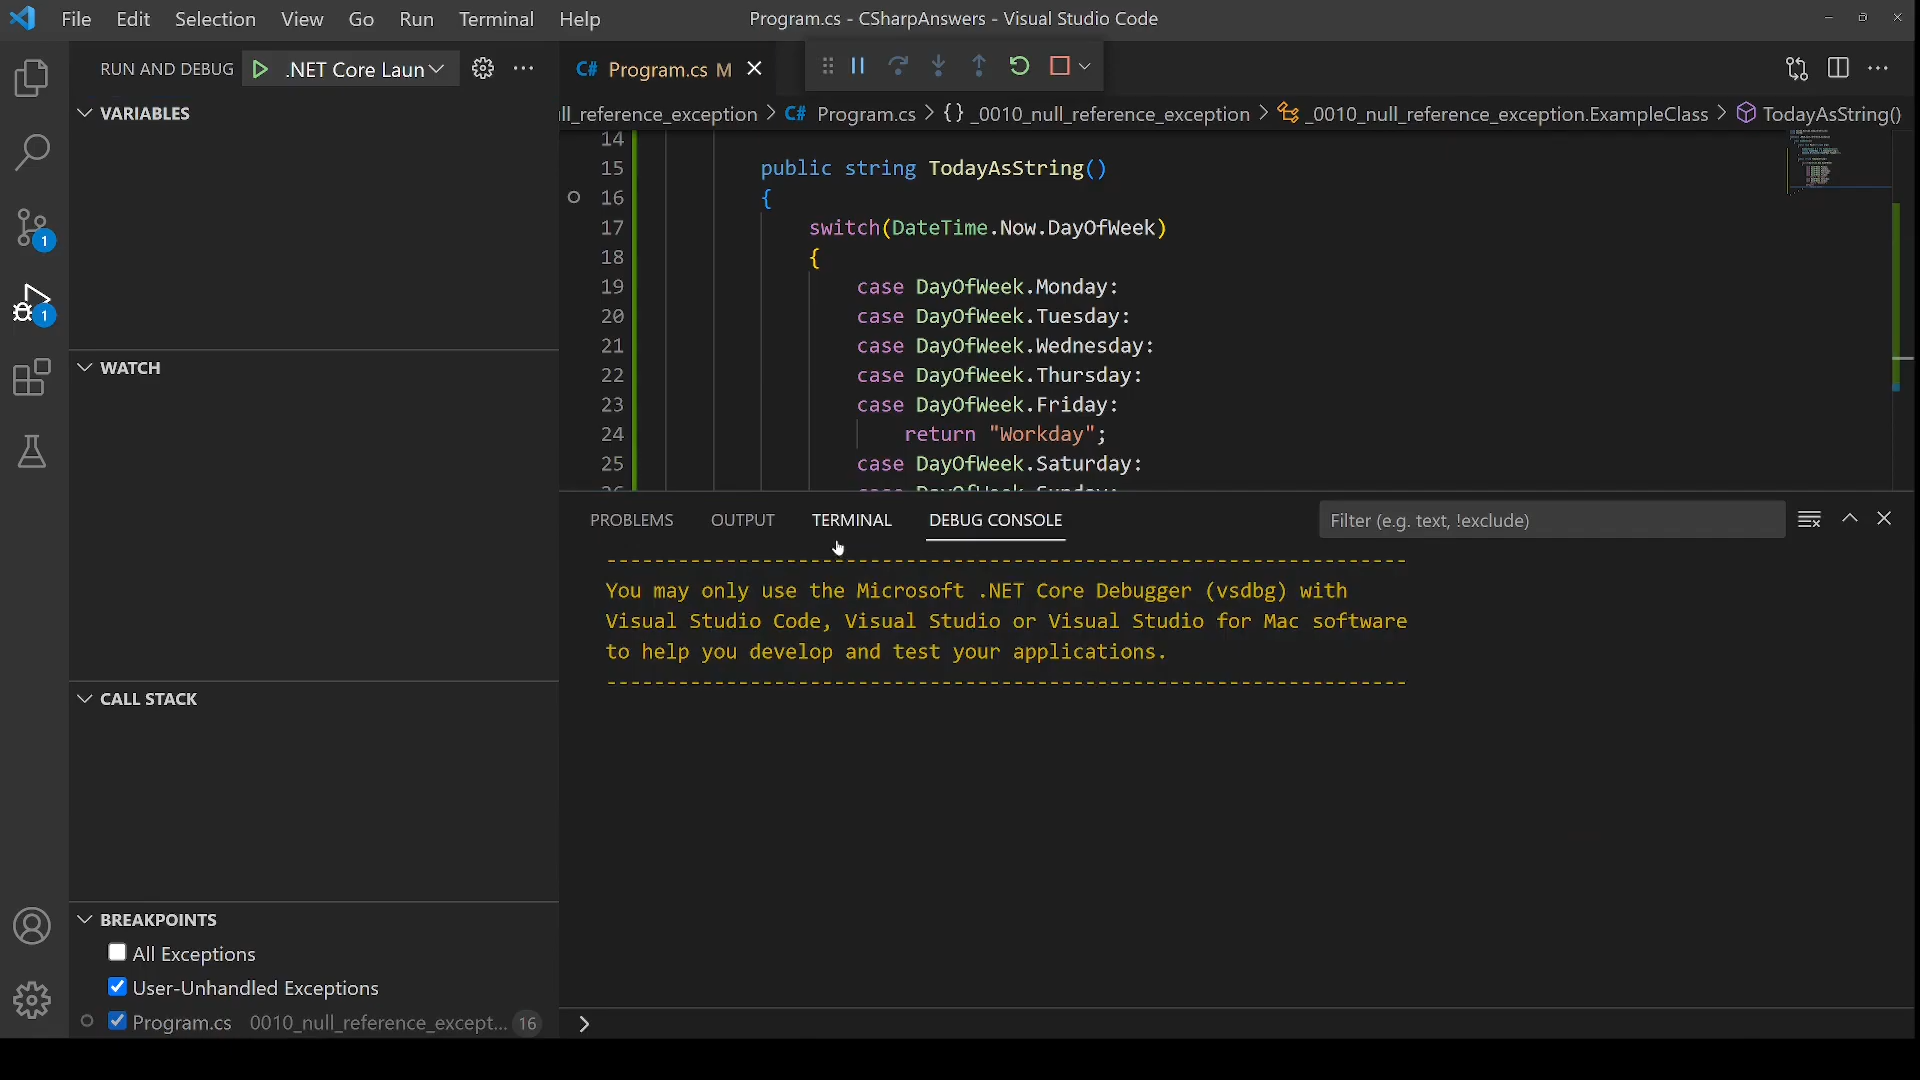 File Edit Selection View Go Run Terminal Help
Program.cs - CSharpAnswers - Visual Studio Code
RUN AND DEBUG .NET Core Laun
C# Program.cs M
VARIABLES
ll_reference_exception > C# Program.cs > {} _0010_null_reference_exception > _0010_null_reference_exception.ExampleClass > TodayAsString()
14
15 public string TodayAsString()
16 {
17 switch(DateTime.Now.DayOfWeek)
18 {
19 case DayOfWeek.Monday:
20 case DayOfWeek.Tuesday:
21 case DayOfWeek.Wednesday:
22 case DayOfWeek.Thursday:
23 case DayOfWeek.Friday:
24 return "Workday";
25 case DayOfWeek.Saturday:
26 case DayOfWeek.Sunday:
1
1
WATCH
CALL STACK
BREAKPOINTS
All Exceptions
User-Unhandled Exceptions
Program.cs 0010_null_reference_except... 16
PROBLEMS OUTPUT TERMINAL DEBUG CONSOLE
Filter (e.g. text, !exclude)
-------------------------------------------------------------------
You may only use the Microsoft .NET Core Debugger (vsdbg) with
Visual Studio Code, Visual Studio or Visual Studio for Mac software
to help you develop and test your applications.
-------------------------------------------------------------------
>